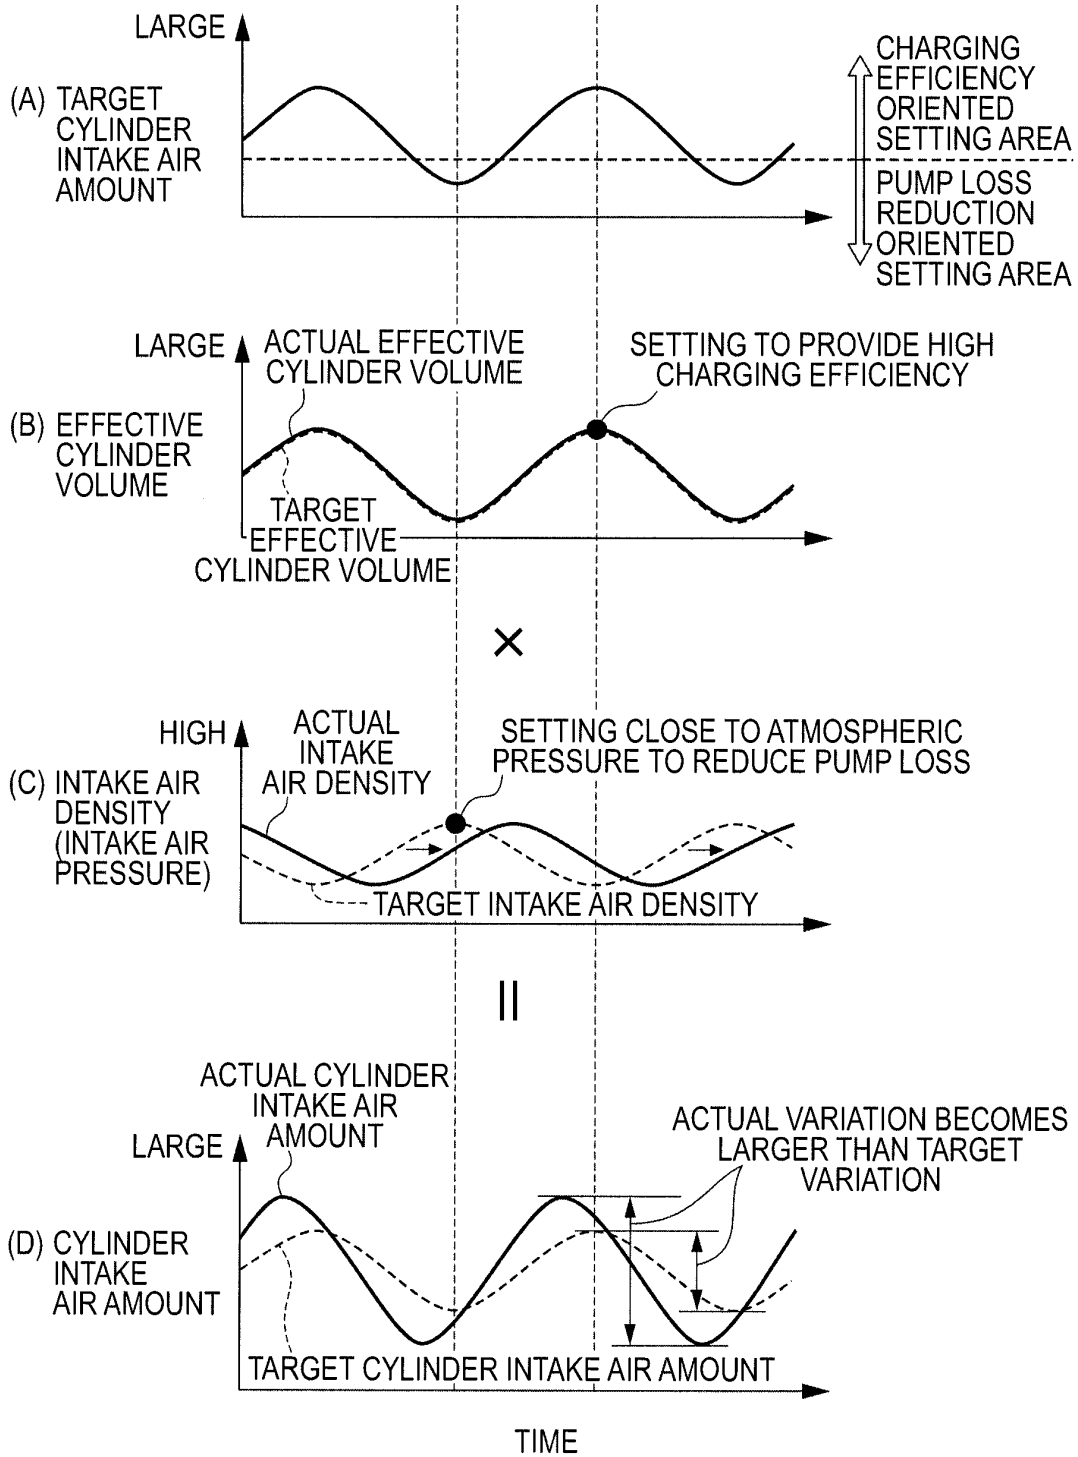 LARGE
(A) TARGET
CYLINDER
INTAKE AIR
AMOUNT
CHARGING
EFFICIENCY
ORIENTED
SETTING AREA
PUMP LOSS
REDUCTION
ORIENTED
SETTING AREA
LARGE
ACTUAL EFFECTIVE
CYLINDER VOLUME
SETTING TO PROVIDE HIGH
CHARGING EFFICIENCY
(B) EFFECTIVE
CYLINDER
VOLUME
TARGET
EFFECTIVE
CYLINDER VOLUME
×
HIGH
ACTUAL
INTAKE
AIR DENSITY
SETTING CLOSE TO ATMOSPHERIC
PRESSURE TO REDUCE PUMP LOSS
(C) INTAKE AIR
DENSITY
(INTAKE AIR
PRESSURE)
TARGET INTAKE AIR DENSITY
||
ACTUAL CYLINDER
INTAKE AIR
AMOUNT
LARGE
ACTUAL VARIATION BECOMES
LARGER THAN TARGET
VARIATION
(D) CYLINDER
INTAKE
AIR AMOUNT
TARGET CYLINDER INTAKE AIR AMOUNT
TIME